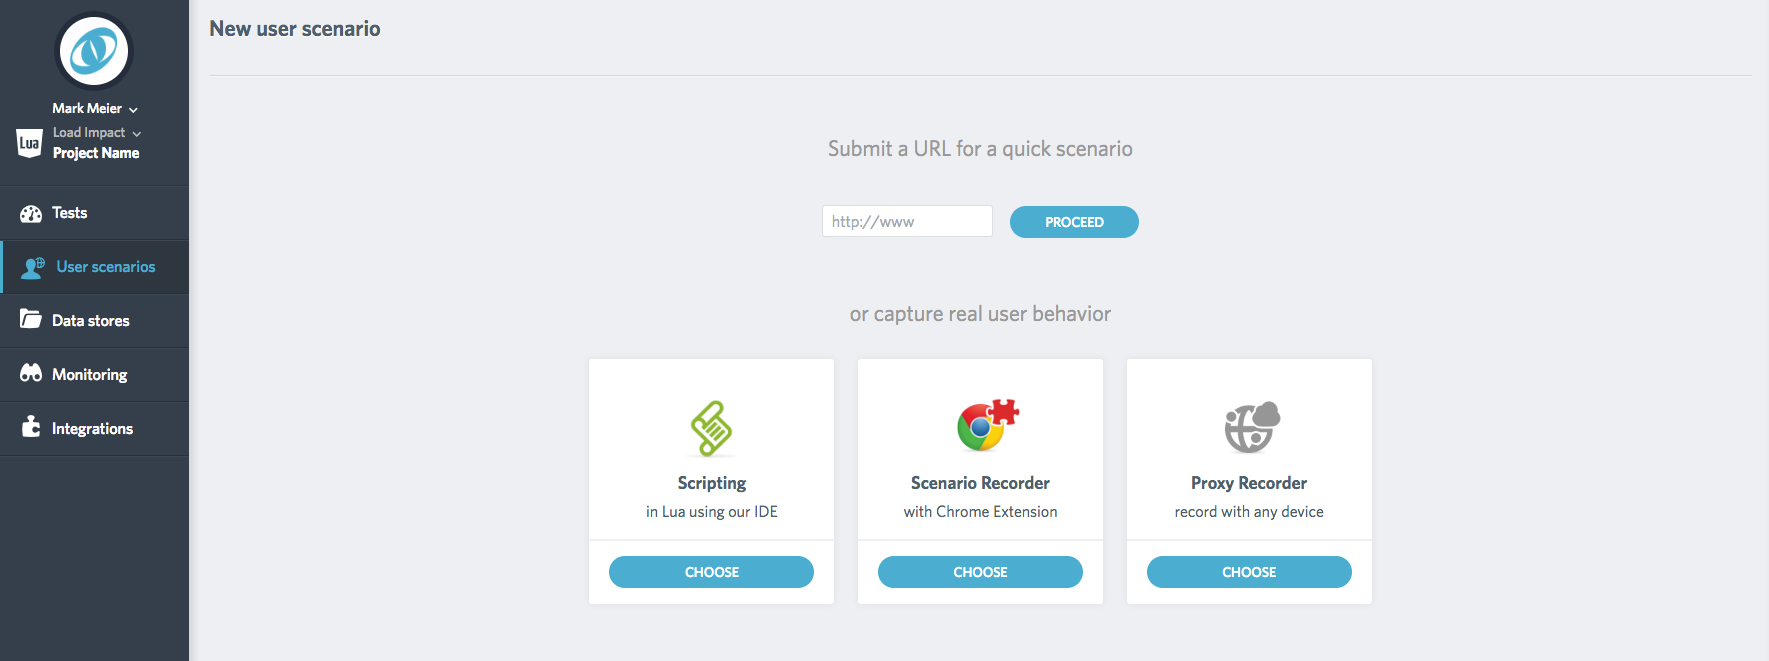 Mark Meier
Load Impact
Lua
Project Name
Tests
User scenarios
Data stores
Monitoring
Integrations
New user scenario
Submit a URL for a quick scenario
http://www
PROCEED
or capture real user behavior
Scripting
in Lua using our IDE
CHOOSE
Scenario Recorder
with Chrome Extension
CHOOSE
Proxy Recorder
record with any device
CHOOSE